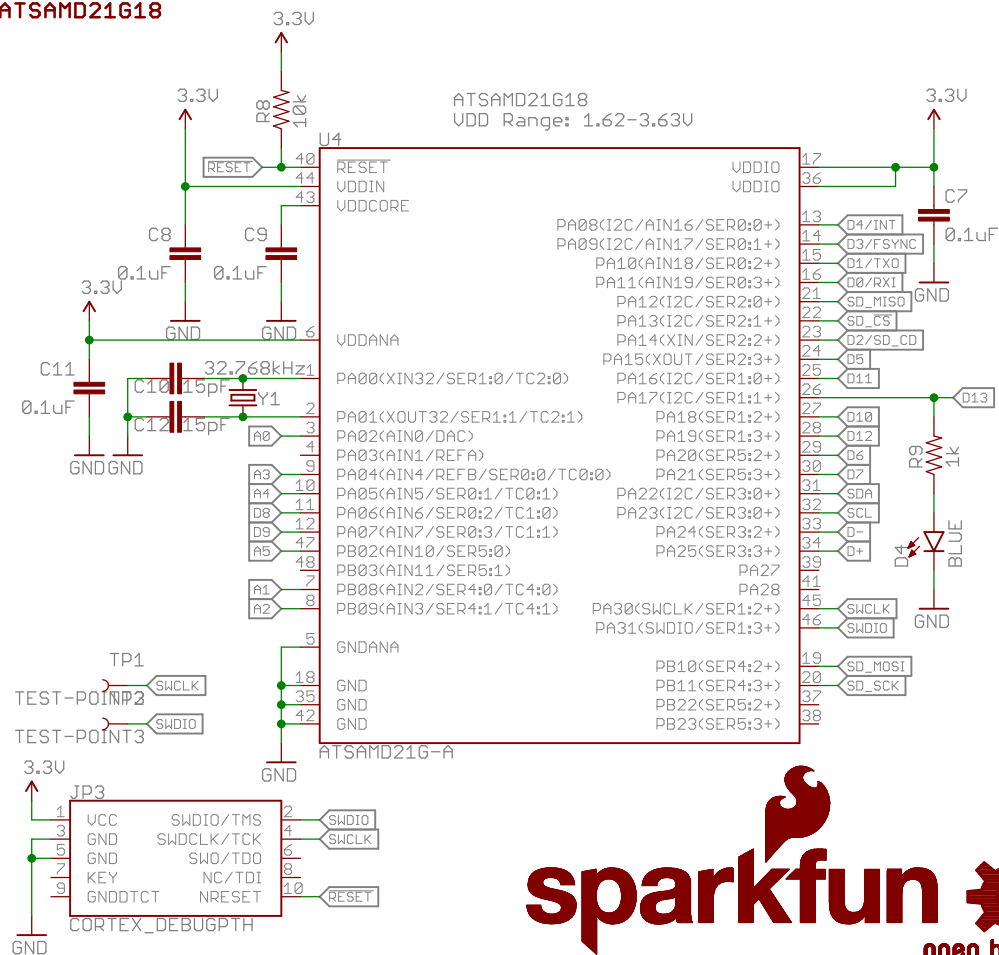 ATSAMD21G18
3.3V
R8
10k
3.3V
ATSAMD21G18
VDD Range: 1.62-3.63V
3.3V
U4
RESET
40 RESET
44 VDDIN
43 VDDCORE
VDDIO 17
VDDIO 36
C7
0.1uF
GND
C8
0.1uF
GND
C9
0.1uF
GND
3.3V
6 VDDANA
C11
0.1uF
GND
GND
C10 15pF
C12 15pF
32.768kHz
Y1
1 PA00(XIN32/SER1:0/TC2:0)
2 PA01(XOUT32/SER1:1/TC2:1)
A0 3 PA02(AIN0/DAC)
4 PA03(AIN1/REFA)
A3 9 PA04(AIN4/REFB/SER0:0/TC0:0)
A4 10 PA05(AIN5/SER0:1/TC0:1)
D8 11 PA06(AIN6/SER0:2/TC1:0)
D9 12 PA07(AIN7/SER0:3/TC1:1)
A5 47 PB02(AIN10/SER5:0)
48 PB03(AIN11/SER5:1)
A1 7 PB08(AIN2/SER4:0/TC4:0)
A2 8 PB09(AIN3/SER4:1/TC4:1)
5 GNDANA
18 GND
35 GND
42 GND
GND
ATSAMD21G-A
PA08(I2C/AIN16/SER0:0+) 13 D4/INT
PA09(I2C/AIN17/SER0:1+) 14 D3/FSYNC
PA10(AIN18/SER0:2+) 15 D1/TXO
PA11(AIN19/SER0:3+) 16 D0/RXI
PA12(I2C/SER2:0+) 21 SD_MISO
PA13(I2C/SER2:1+) 22 SD_CS
PA14(XIN/SER2:2+) 23 D2/SD_CD
PA15(XOUT/SER2:3+) 24 D5
PA16(I2C/SER1:0+) 25 D11
PA17(I2C/SER1:1+) 26 D13
PA18(SER1:2+) 27 D10
PA19(SER1:3+) 28 D12
PA20(SER5:2+) 29 D6
PA21(SER5:3+) 30 D7
PA22(I2C/SER3:0+) 31 SDA
PA23(I2C/SER3:0+) 32 SCL
PA24(SER3:2+) 33 D-
PA25(SER3:3+) 34 D+
PA27 39
PA28 41
PA30(SWCLK/SER1:2+) 45 SWCLK
PA31(SWDIO/SER1:3+) 46 SWDIO
PB10(SER4:2+) 19 SD_MOSI
PB11(SER4:3+) 20 SD_SCK
PB22(SER5:2+) 37
PB23(SER5:3+) 38
R9
1k
D4
BLUE
GND
TP1
SWCLK
TEST-POINT3
TP2
SWDIO
TEST-POINT3
3.3V
JP3
1 VCC SWDIO/TMS 2 SWDIO
3 GND SWDCLK/TCK 4 SWCLK
5 GND SWO/TDO 6
7 KEY NC/TDI 8
9 GNDDTCT NRESET 10 RESET
CORTEX_DEBUGPTH
GND
sparkfun